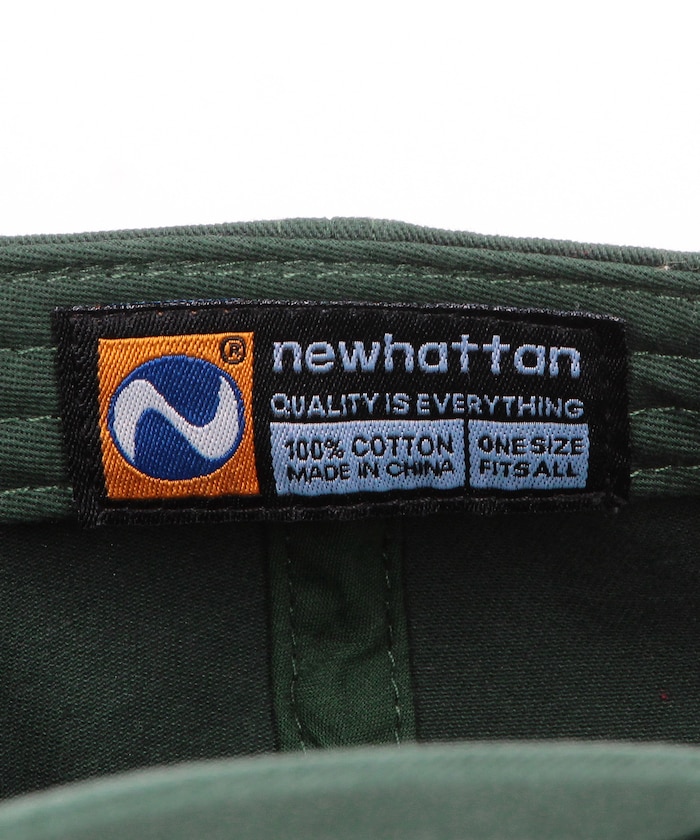 ®
newhattan
QUALITY IS EVERYTHING
100% COTTON
MADE IN CHINA
ONE SIZE
FITS ALL